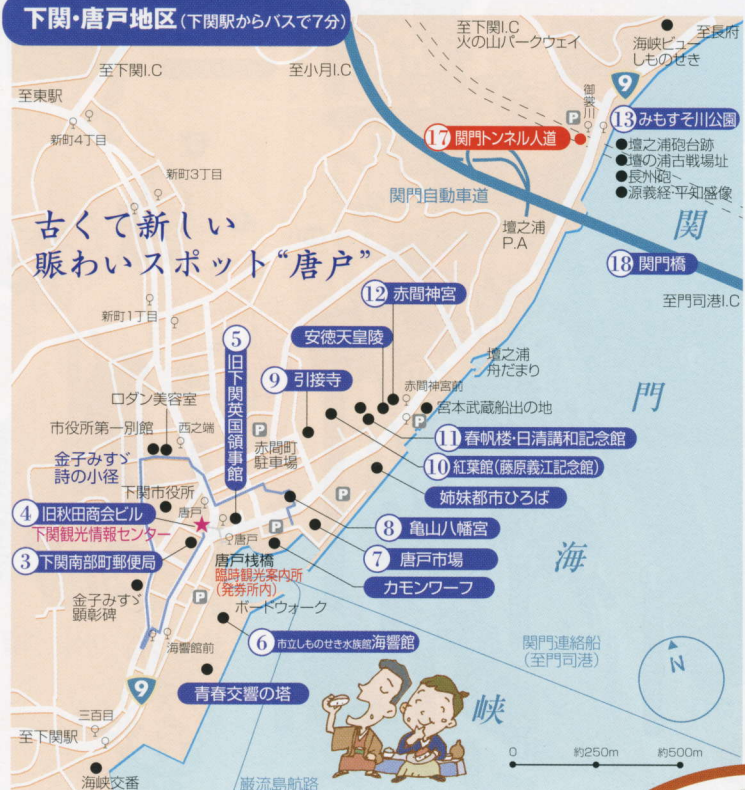 下関・唐戸地区(下関駅からバスで7分)
至下関I.C
火の山パークウェイ
海峡ビュー
しものせき
至長府
至下関I.C
至小月I.C
至東駅
9
御裳川
P
⑬みもすそ川公園
●壇之浦砲台跡
●壇の浦古戦場址
●長州砲
●源義経・平知盛像
新町4丁目
⑰関門トンネル人道
新町3丁目
関門自動車道
古くて新しい
賑わいスポット“唐戸”
壇之浦
P.A
関
⑱関門橋
⑫赤間神宮
至門司港I.C
新町1丁目
安徳天皇陵
⑤旧下関英国領事館
壇之浦
舟だまり
⑨引接寺
赤間神宮前
門
ロダン美容室
宮本武蔵船出の地
市役所第一別館
西之端
P
赤間町
駐車場
P
⑪春帆楼・日清講和記念館
金子みすゞ
詩の小径
⑩紅葉館(藤原義江記念館)
下関市役所
姉妹都市ひろば
唐戸
P
④旧秋田商会ビル
⑧亀山八幡宮
下関観光情報センター
唐戸
P
⑦唐戸市場
海
③下関南部町郵便局
唐戸桟橋
臨時観光案内所
(発券所内)
カモンワーフ
金子みすゞ
顕彰碑
P
ボードウォーク
海響館前
⑥市立しものせき水族館海響館
関門連絡船
(至門司港)
N
9
青春交響の塔
峡
三百目
至下関駅
0
約250m
約500m
海峡交番
巌流島航路